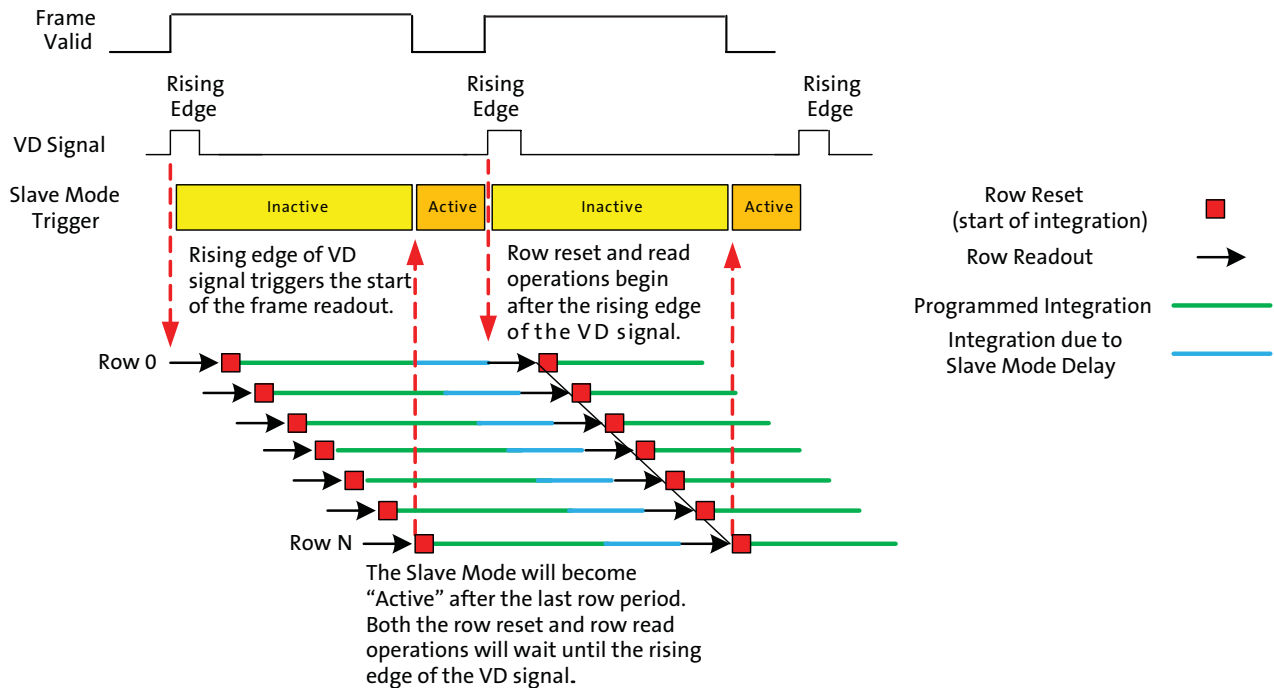 Frame
Valid
Rising
Edge
Rising
Edge
Rising
Edge
VD Signal
Slave Mode
Trigger
Inactive
Active
Inactive
Active
Rising edge of VD
signal triggers the start
of the frame readout.
Row reset and read
operations begin
after the rising edge
of the VD signal.
Row 0
Row N
The Slave Mode will become
“Active” after the last row period.
Both the row reset and row read
operations will wait until the rising
edge of the VD signal.
Row Reset
(start of integration)
Row Readout
Programmed Integration
Integration due to
Slave Mode Delay